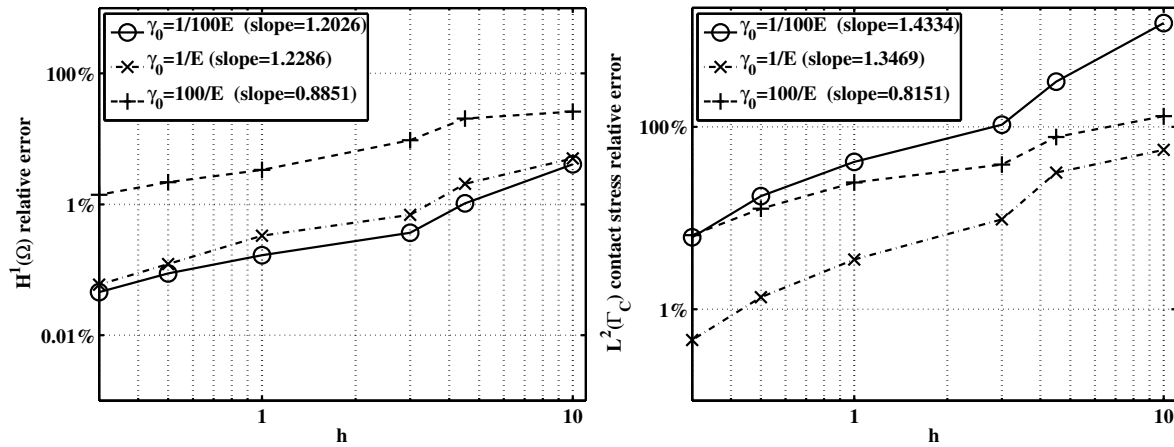 γ₀=1/100E (slope=1.2026)
γ₀=1/E (slope=1.2286)
γ₀=100/E (slope=0.8851)
100%
1%
0.01%
H¹(Ω) relative error
1
10
h
γ₀=1/100E (slope=1.4334)
γ₀=1/E (slope=1.3469)
γ₀=100/E (slope=0.8151)
100%
1%
L²(Γ_C) contact stress relative error
1
10
h